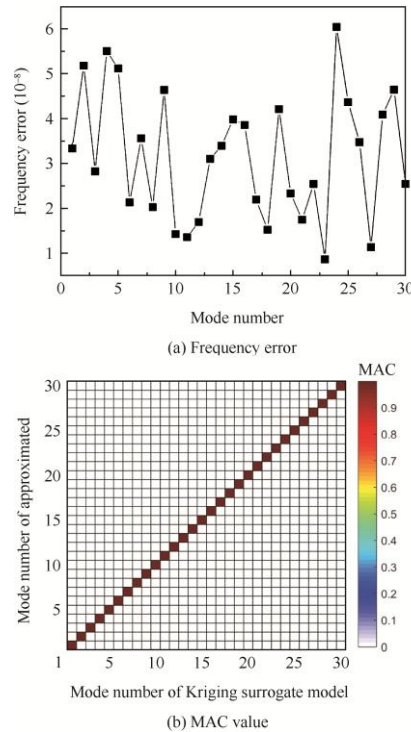 Frequency error (10⁻⁸)
6
5
4
3
2
1
0 5 10 15 20 25 30
Mode number
(a) Frequency error
MAC
Mode number of approximated
30
25
20
15
10
5
1 5 10 15 20 25 30
0.9
0.8
0.7
0.6
0.5
0.4
0.3
0.2
0.1
0
Mode number of Kriging surrogate model
(b) MAC value